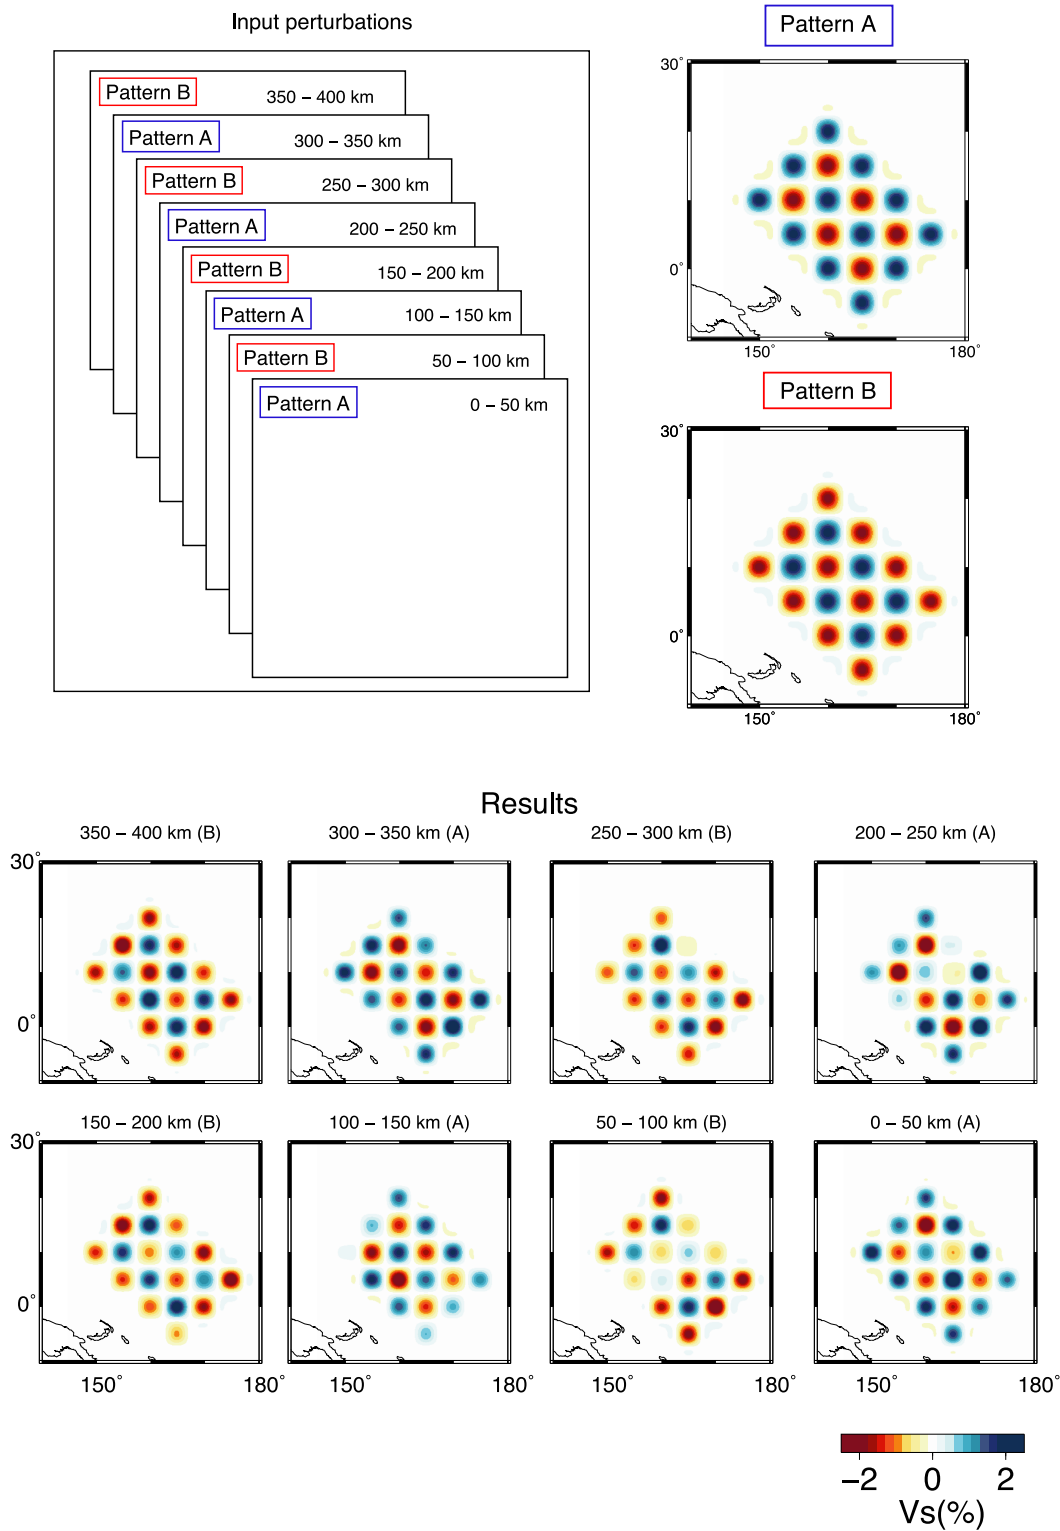 Input perturbations
Pattern B 350 – 400 km
Pattern A 300 – 350 km
Pattern B 250 – 300 km
Pattern A 200 – 250 km
Pattern B 150 – 200 km
Pattern A 100 – 150 km
Pattern B 50 – 100 km
Pattern A 0 – 50 km
Pattern A
30°
0°
150° 180°
Pattern B
30°
0°
150° 180°
Results
350 – 400 km (B) 300 – 350 km (A) 250 – 300 km (B) 200 – 250 km (A)
30°
0°
150 – 200 km (B) 100 – 150 km (A) 50 – 100 km (B) 0 – 50 km (A)
30°
0°
150° 180° 150° 180° 150° 180° 150° 180°
−2 0 2
Vs(%)